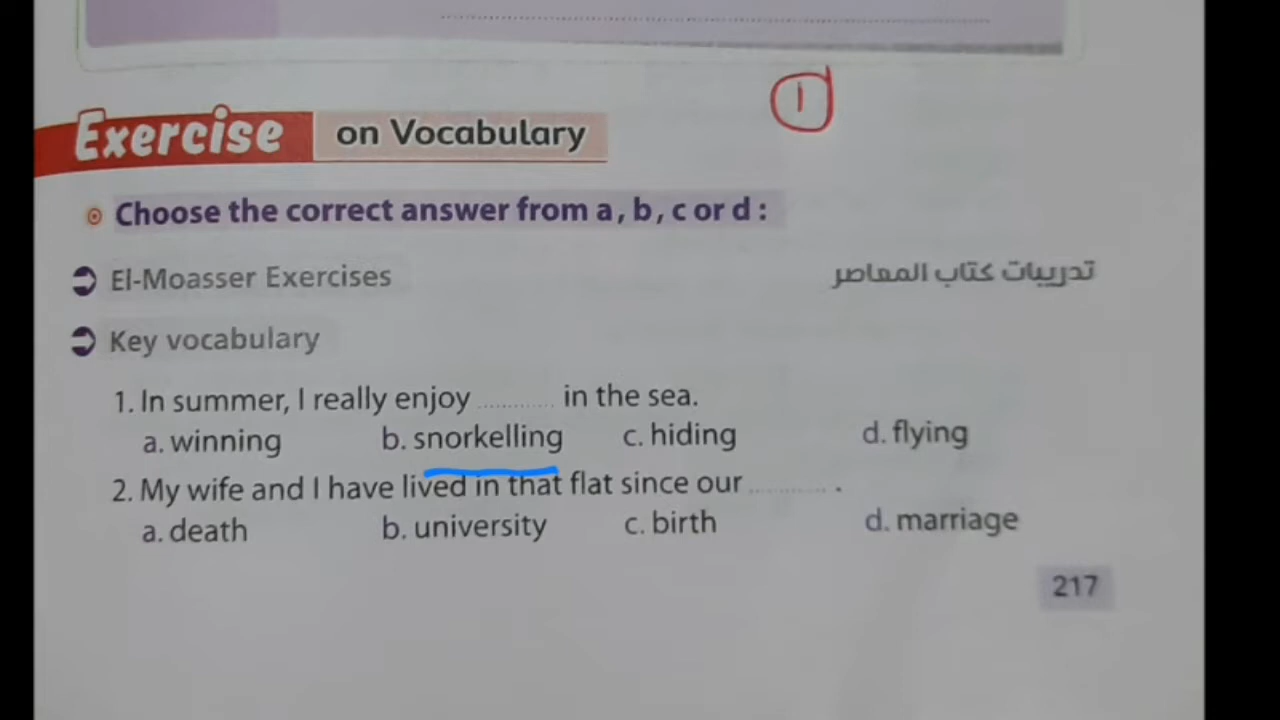 1
Exercise on Vocabulary
Choose the correct answer from a, b, c or d :
El-Moasser Exercises تدريبات كتاب المعاصر
Key vocabulary
1. In summer, I really enjoy ............ in the sea.
a. winning b. snorkelling c. hiding d. flying
2. My wife and I have lived in that flat since our ............ .
a. death b. university c. birth d. marriage
217